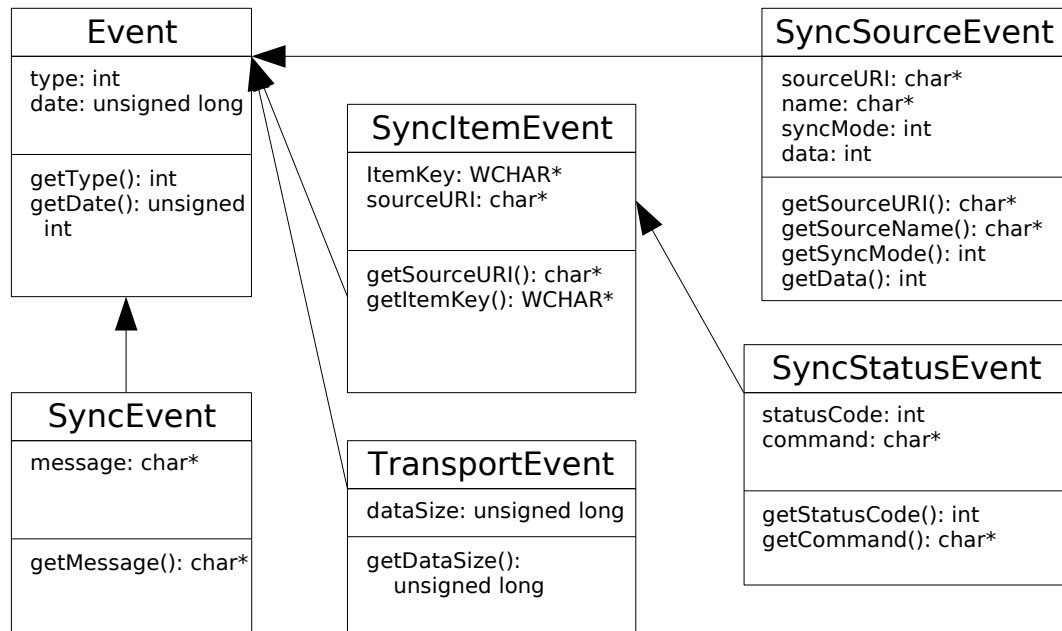 Event
type: int
date: unsigned long
getType(): int
getDate(): unsigned
int
SyncSourceEvent
sourceURI: char*
name: char*
syncMode: int
data: int
getSourceURI(): char*
getSourceName(): char*
getSyncMode(): int
getData(): int
SyncItemEvent
ItemKey: WCHAR*
sourceURI: char*
getSourceURI(): char*
getItemKey(): WCHAR*
SyncStatusEvent
statusCode: int
command: char*
getStatusCode(): int
getCommand(): char*
SyncEvent
message: char*
getMessage(): char*
TransportEvent
dataSize: unsigned long
getDataSize():
unsigned long